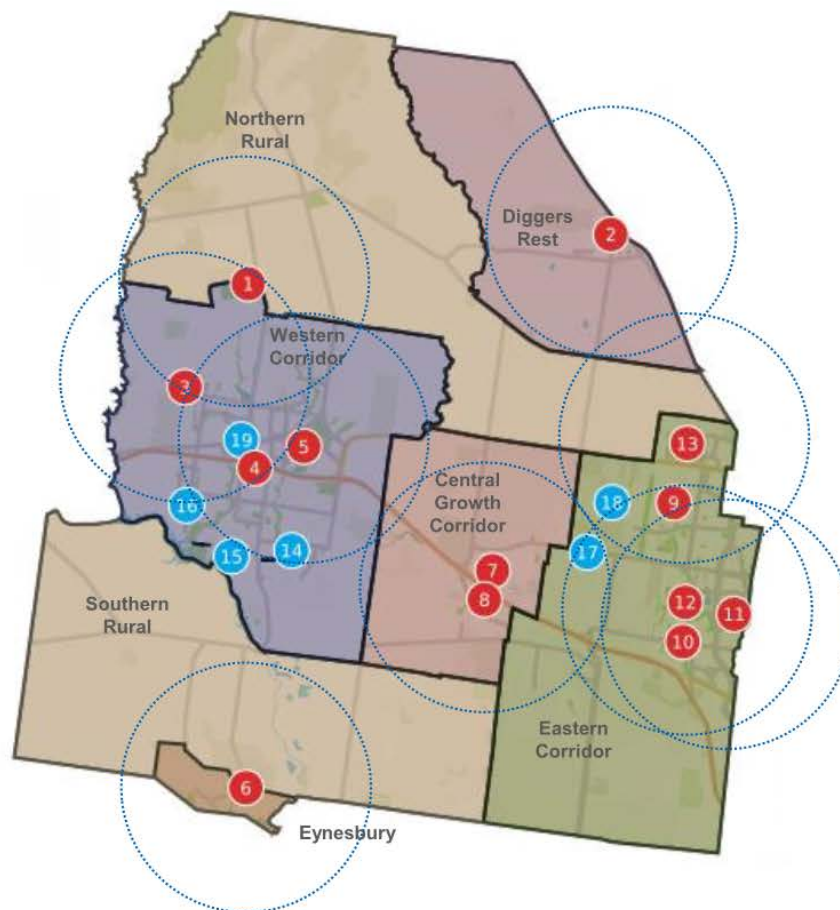 Northern
Rural
Diggers
Rest
2
1
Western
Corridor
3
19
5
4
13
Central
Growth
Corridor
16
18
9
17
15
14
7
8
Southern
Rural
12
11
10
Eastern
Corridor
6
Eynesbury